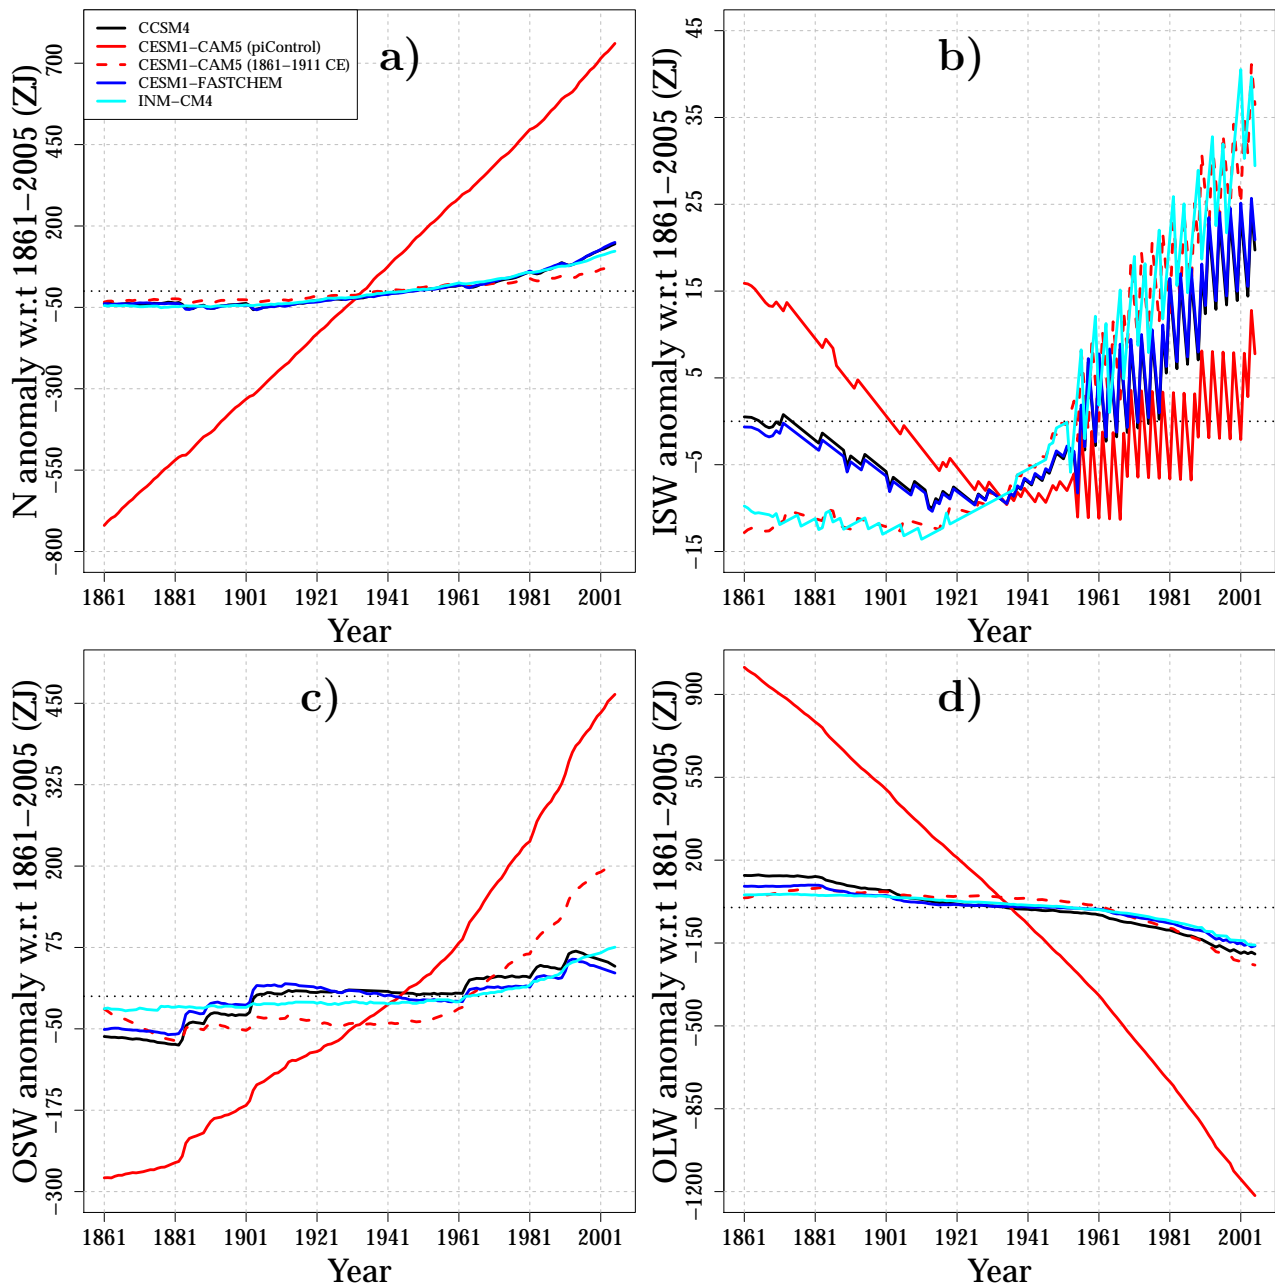 CCSM4
CESM1−CAM5 (piControl)
CESM1−CAM5 (1861−1911 CE)
CESM1−FASTCHEM
INM−CM4
a)
N anomaly w.r.t 1861−2005 (ZJ)
700
450
200
−50
−300
−550
−800
1861 1881 1901 1921 1941 1961 1981 2001
Year
b)
ISW anomaly w.r.t 1861−2005 (ZJ)
45
35
25
15
5
−5
−15
1861 1881 1901 1921 1941 1961 1981 2001
Year
c)
OSW anomaly w.r.t 1861−2005 (ZJ)
450
325
200
75
−50
−175
−300
1861 1881 1901 1921 1941 1961 1981 2001
Year
d)
OLW anomaly w.r.t 1861−2005 (ZJ)
900
550
200
−150
−500
−850
−1200
1861 1881 1901 1921 1941 1961 1981 2001
Year